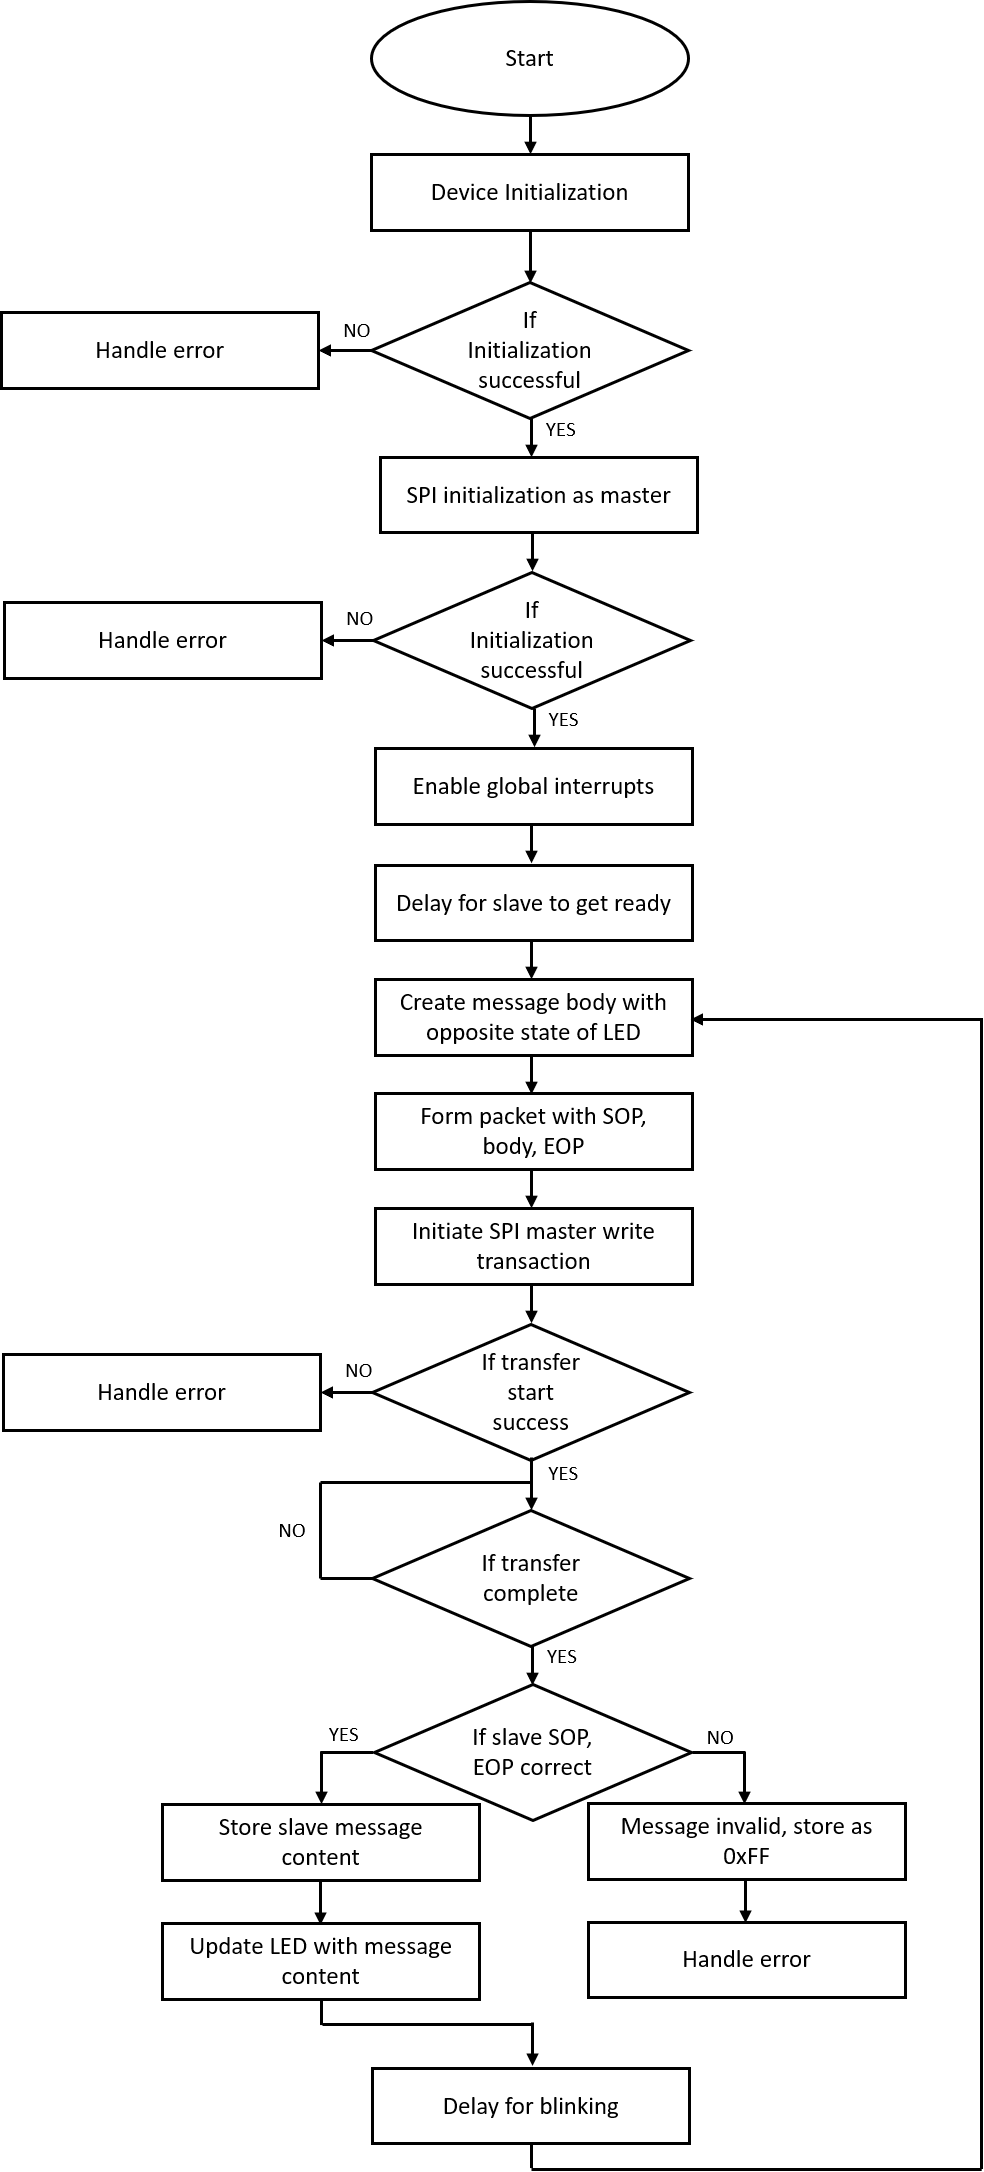 Start
Device Initialization
If
Initialization
successful
NO
Handle error
YES
SPI initialization as master
If
Initialization
successful
NO
Handle error
YES
Enable global interrupts
Delay for slave to get ready
Create message body with
opposite state of LED
Form packet with SOP,
body, EOP
Initiate SPI master write
transaction
If transfer
start
success
NO
Handle error
YES
If transfer
complete
NO
YES
If slave SOP,
EOP correct
YES
NO
Store slave message
content
Message invalid, store as
0xFF
Update LED with message
content
Handle error
Delay for blinking